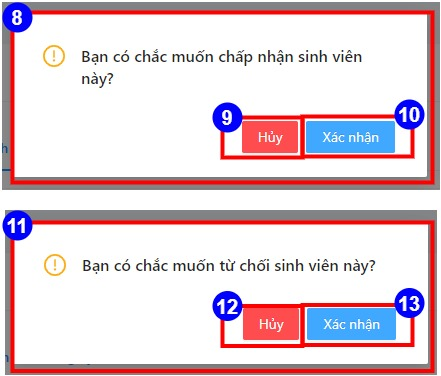 8
Bạn có chắc muốn chấp nhận sinh viên
này?
9
10
Hủy
Xác nhận
h
11
Bạn có chắc muốn từ chối sinh viên này?
12
13
Hủy
Xác nhận